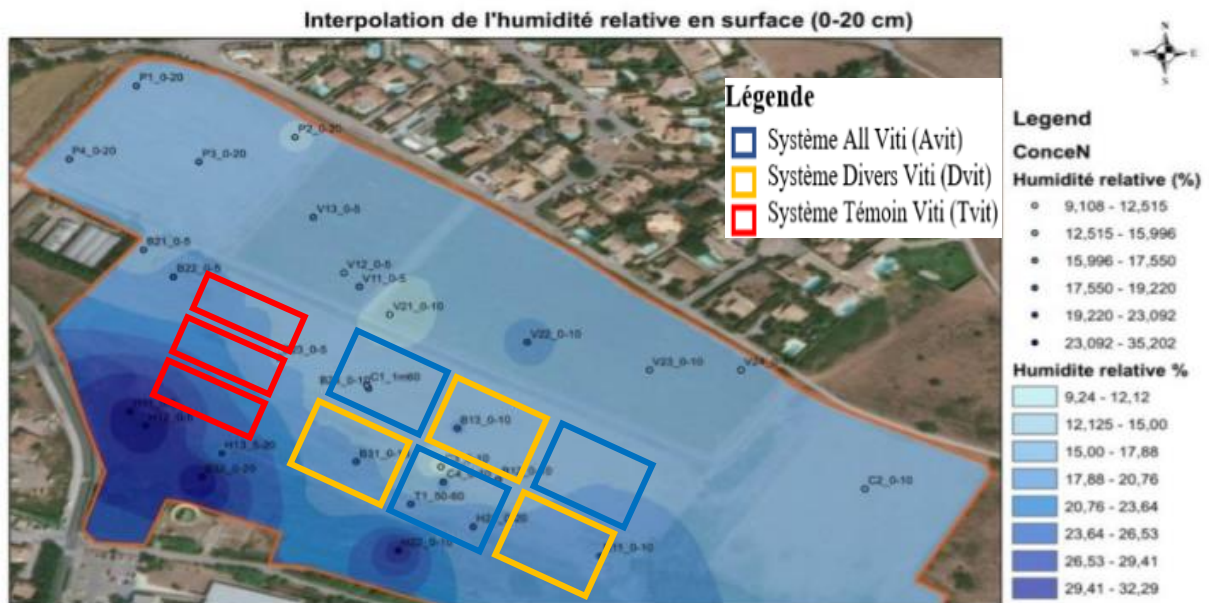 Interpolation de l'humidité relative en surface (0-20 cm)
N
W
E
S
P1_0-20
P2_0-20
P4_0-20
P3_0-20
V13_0-5
B21_0-5
B22_0-5
V12_0-5
V11_0-5
V21_0-10
V22_0-10
V23_0-10
C1_1m60
B13_0-10
B31_0-10
C2_0-10
T1_50-60
H13_5-20
H22_0-10
Légende
Système All Viti (Avit)
Système Divers Viti (Dvit)
Système Témoin Viti (Tvit)
Legend
ConceN
Humidité relative (%)
9,108 - 12,515
12,515 - 15,996
15,996 - 17,550
17,550 - 19,220
19,220 - 23,092
23,092 - 35,202
Humidite relative %
9,24 - 12,12
12,125 - 15,00
15,00 - 17,88
17,88 - 20,76
20,76 - 23,64
23,64 - 26,53
26,53 - 29,41
29,41 - 32,29